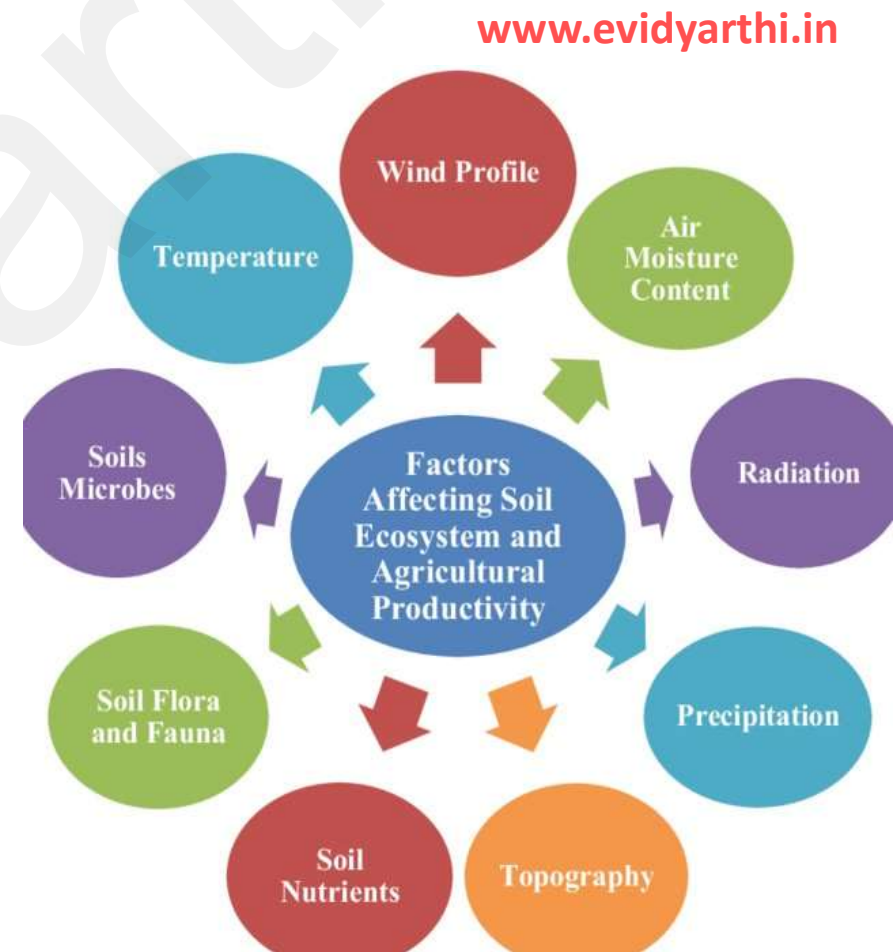 www.evidyarthi.in
Wind Profile
Air
Moisture
Content
Radiation
Precipitation
Topography
Soil
Nutrients
Soil Flora
and Fauna
Soils
Microbes
Temperature
Factors
Affecting Soil
Ecosystem and
Agricultural
Productivity